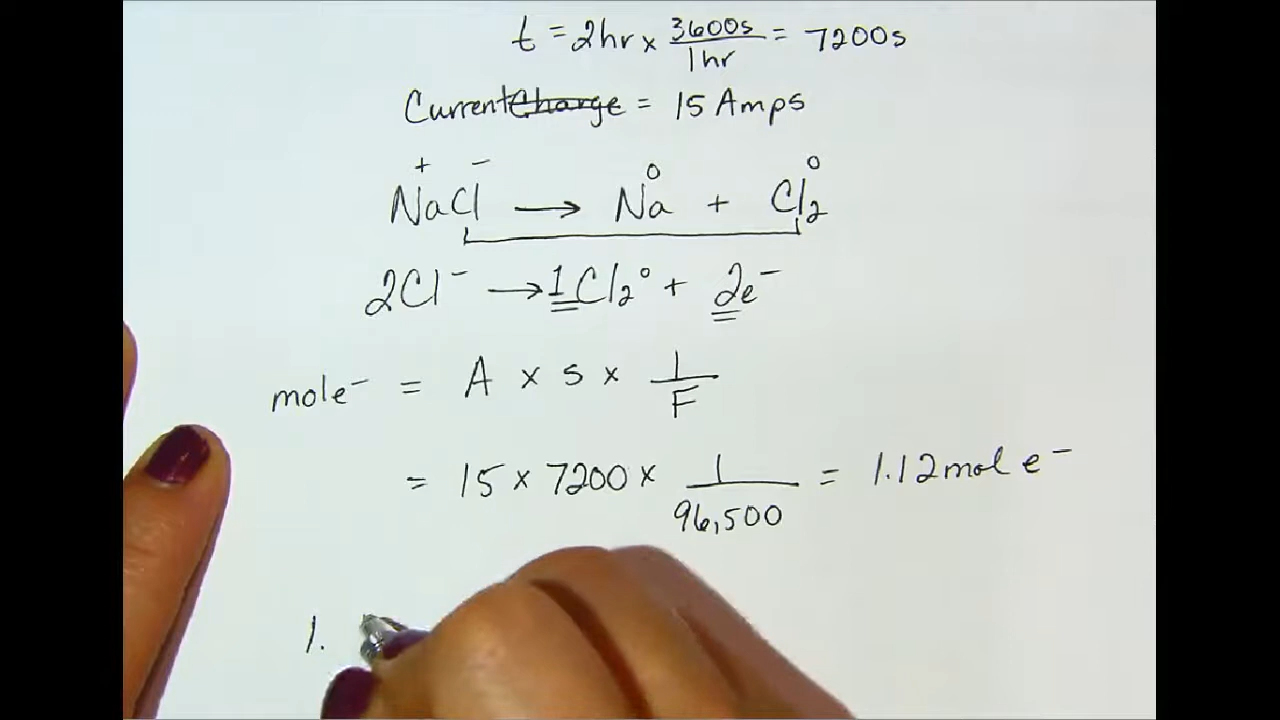 t = 2hr x 3600s / 1hr = 7200s
Current Charge = 15 Amps
+ - 0 0
NaCl → Na + Cl₂
2Cl⁻ → 1Cl₂⁰ + 2e⁻
mole⁻ = A x s x 1 / F
= 15 x 7200 x 1 / 96,500 = 1.12 mol e⁻
1.